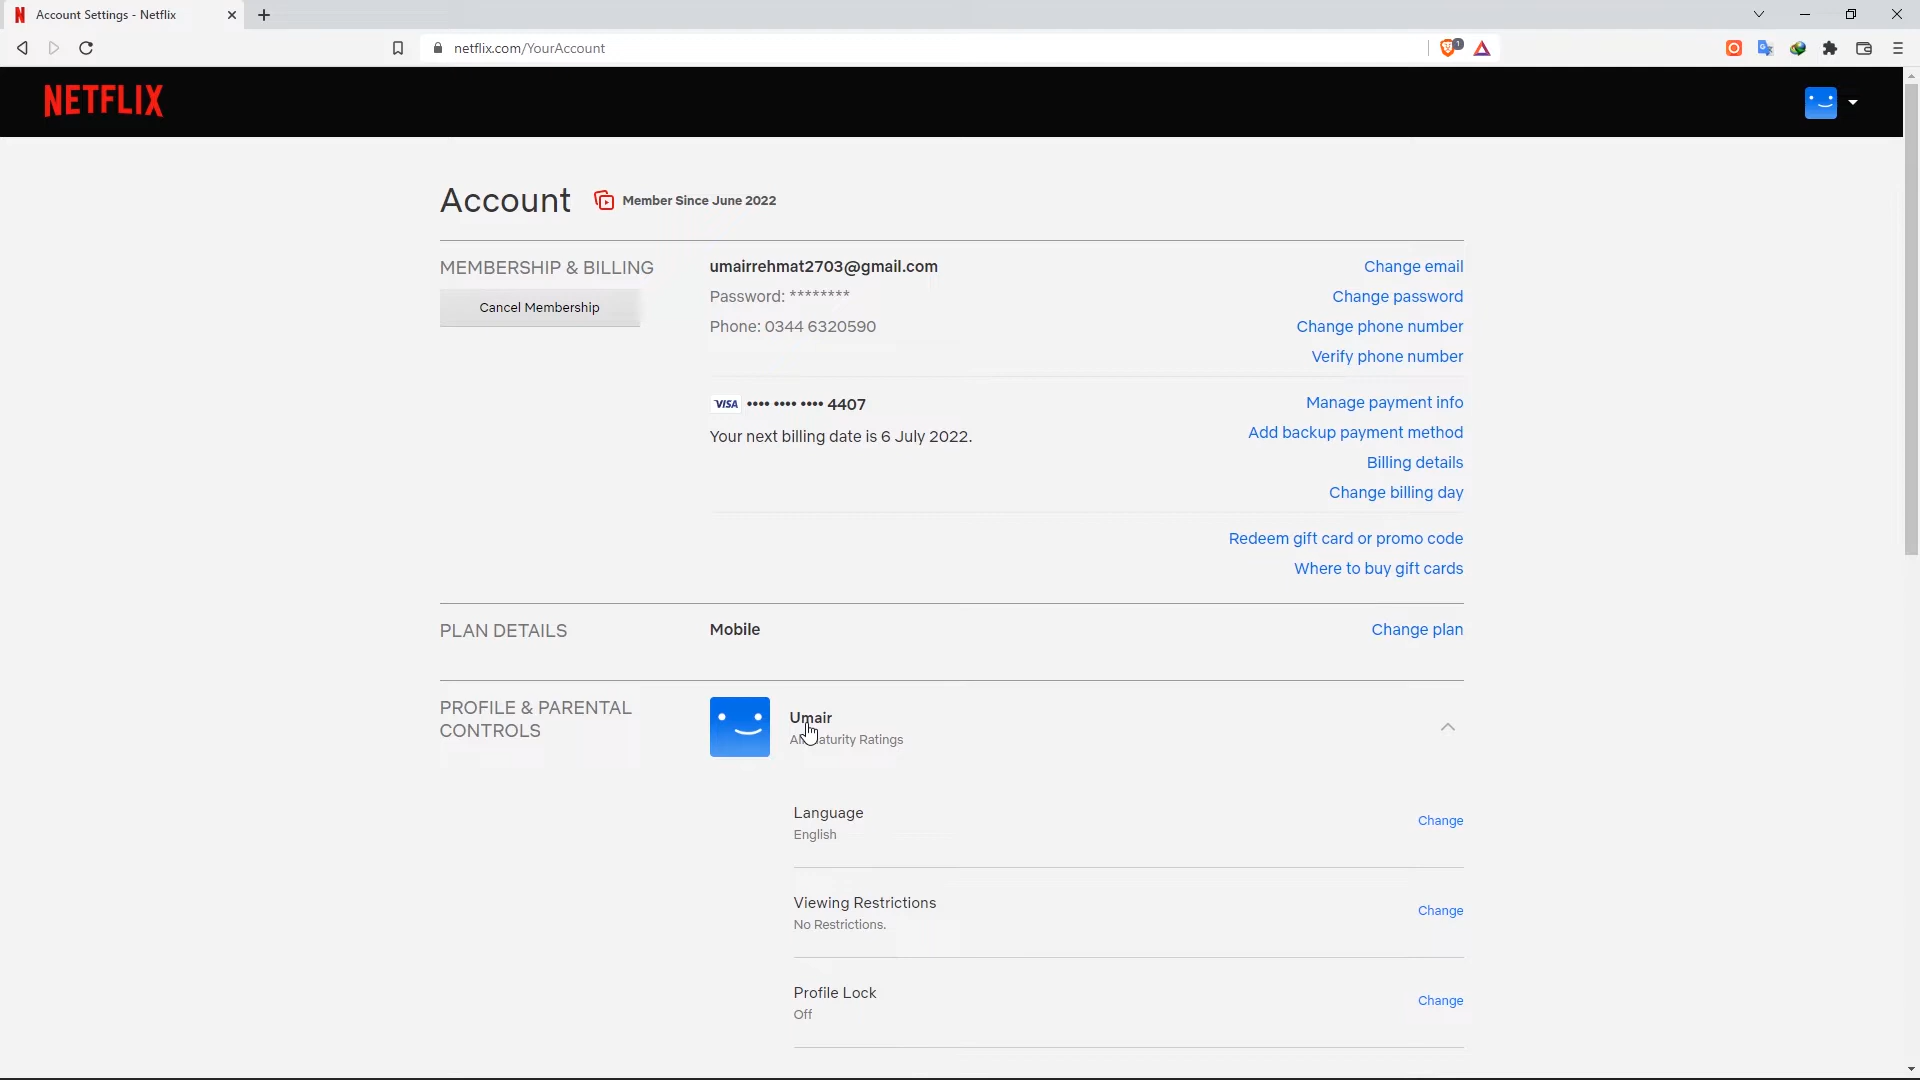 Account Settings - Netflix
netflix.com/YourAccount
1
NETFLIX
Account
Member Since June 2022
MEMBERSHIP & BILLING
Cancel Membership
umairrehmat2703@gmail.com
Change email
Password: ********
Change password
Phone: 0344 6320590
Change phone number
Verify phone number
VISA •••• •••• •••• 4407
Manage payment info
Your next billing date is 6 July 2022.
Add backup payment method
Billing details
Change billing day
Redeem gift card or promo code
Where to buy gift cards
PLAN DETAILS
Mobile
Change plan
PROFILE & PARENTAL
CONTROLS
Umair
All Maturity Ratings
Language
English
Change
Viewing Restrictions
No Restrictions.
Change
Profile Lock
Off
Change